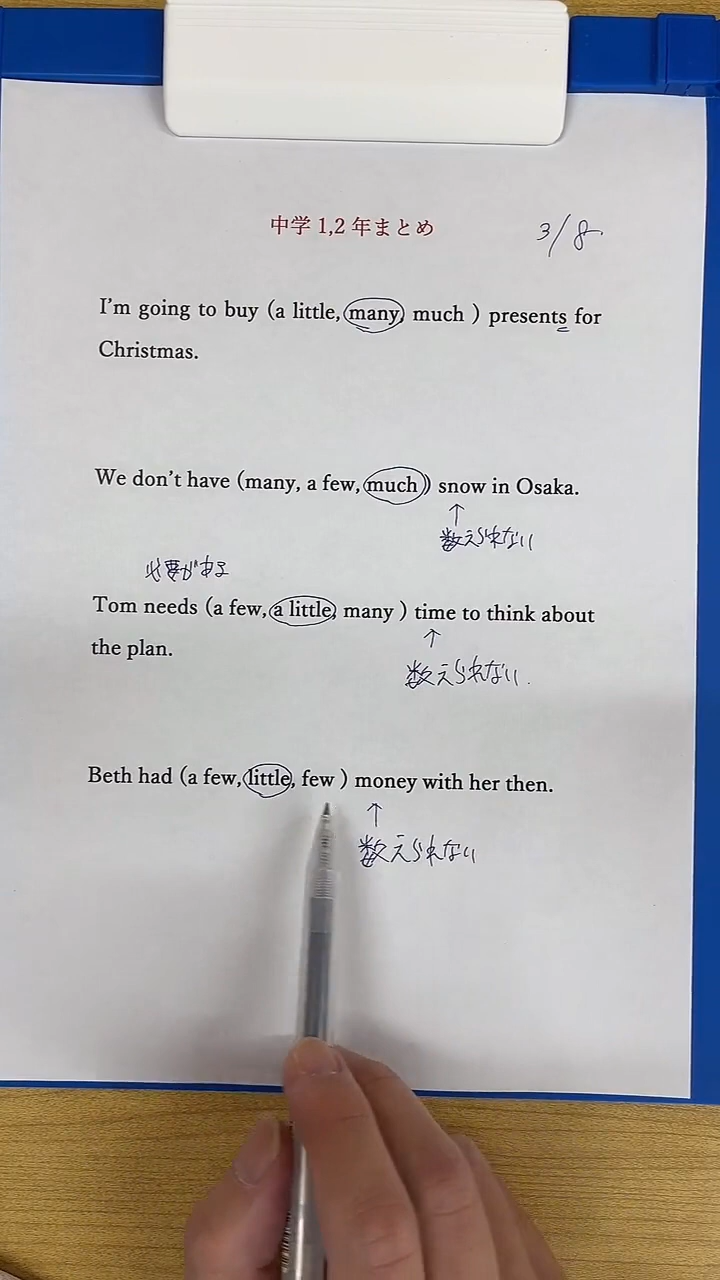 中学 1,2 年まとめ 3/8
I'm going to buy (a little, many, much ) presents for
Christmas.
We don't have (many, a few, much) snow in Osaka.
↑
数えられない
必要がある
Tom needs (a few, a little, many ) time to think about
↑
the plan.
数えられない.
Beth had (a few, little, few ) money with her then.
↑
数えられない